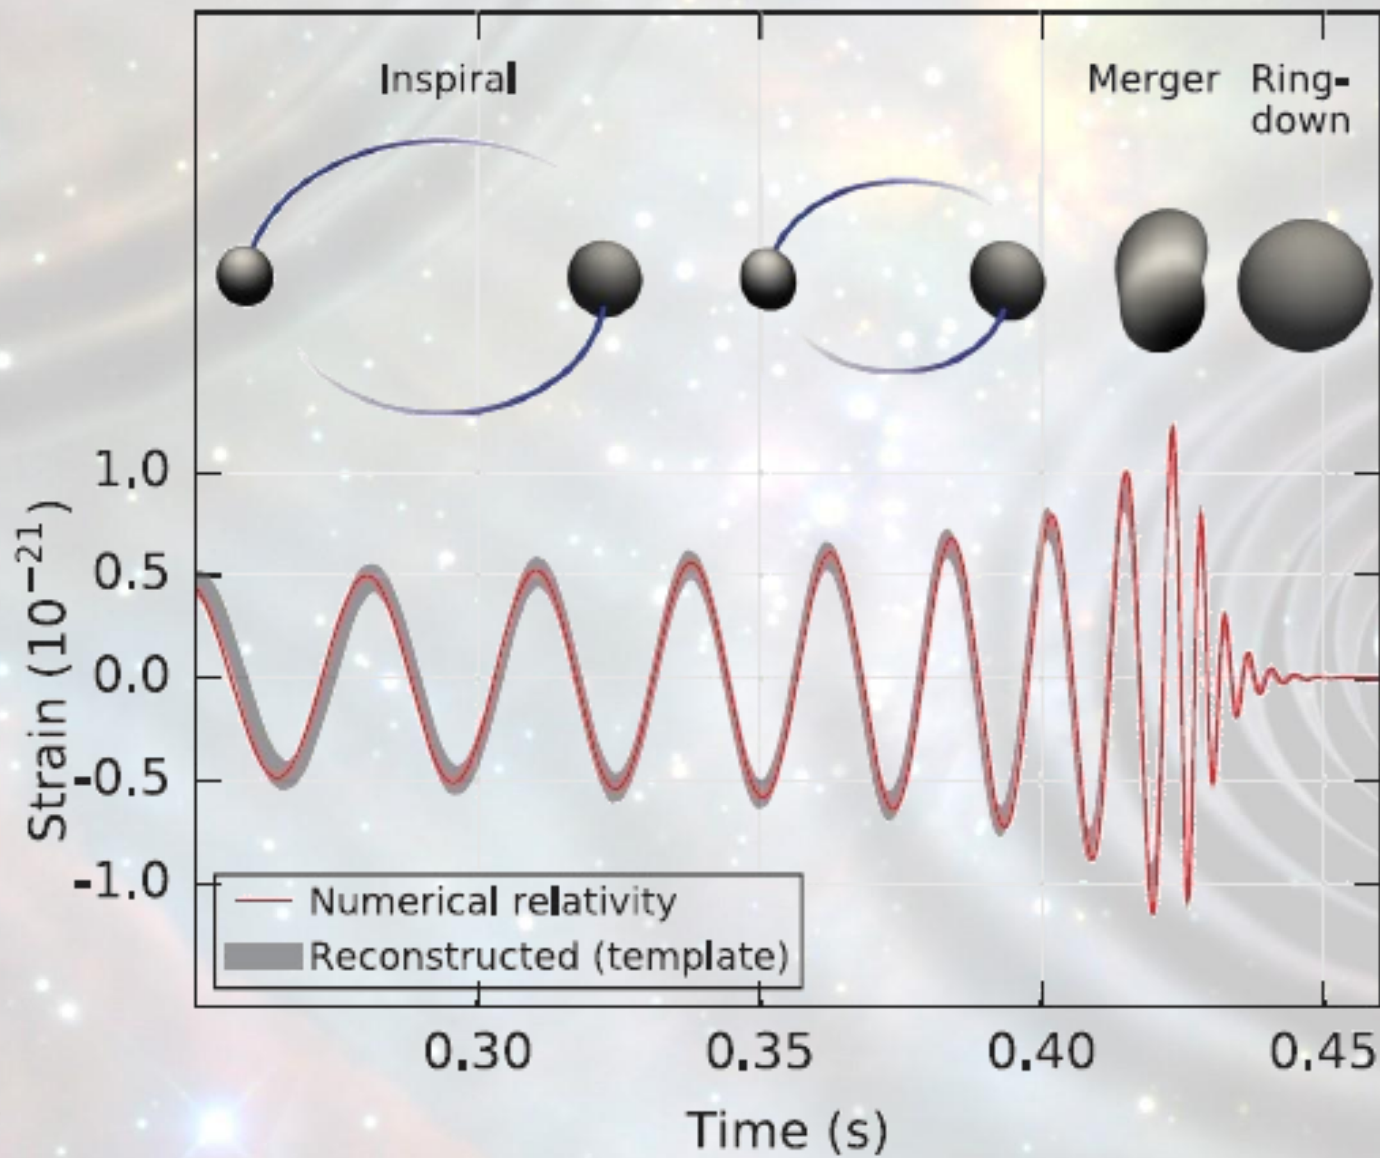 Inspiral
Merger
Ring-
down
Strain (10⁻²¹)
1.0
0.5
0.0
-0.5
-1.0
Numerical relativity
Reconstructed (template)
0.30
0.35
0.40
0.45
Time (s)